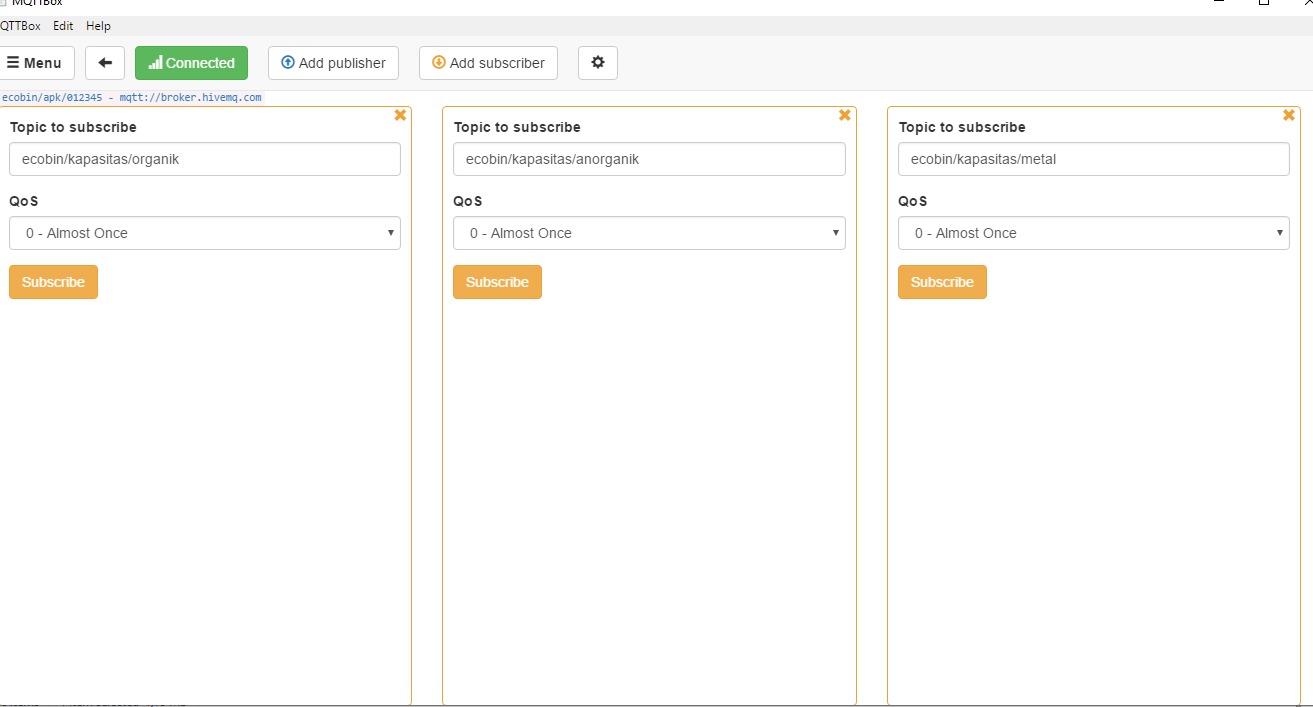 MQTTBox
QTTBox Edit Help
Menu Connected Add publisher Add subscriber
ecobin/apk/012345 - mqtt://broker.hivemq.com
Topic to subscribe
ecobin/kapasitas/organik
QoS
0 - Almost Once
Subscribe
Topic to subscribe
ecobin/kapasitas/anorganik
QoS
0 - Almost Once
Subscribe
Topic to subscribe
ecobin/kapasitas/metal
QoS
0 - Almost Once
Subscribe